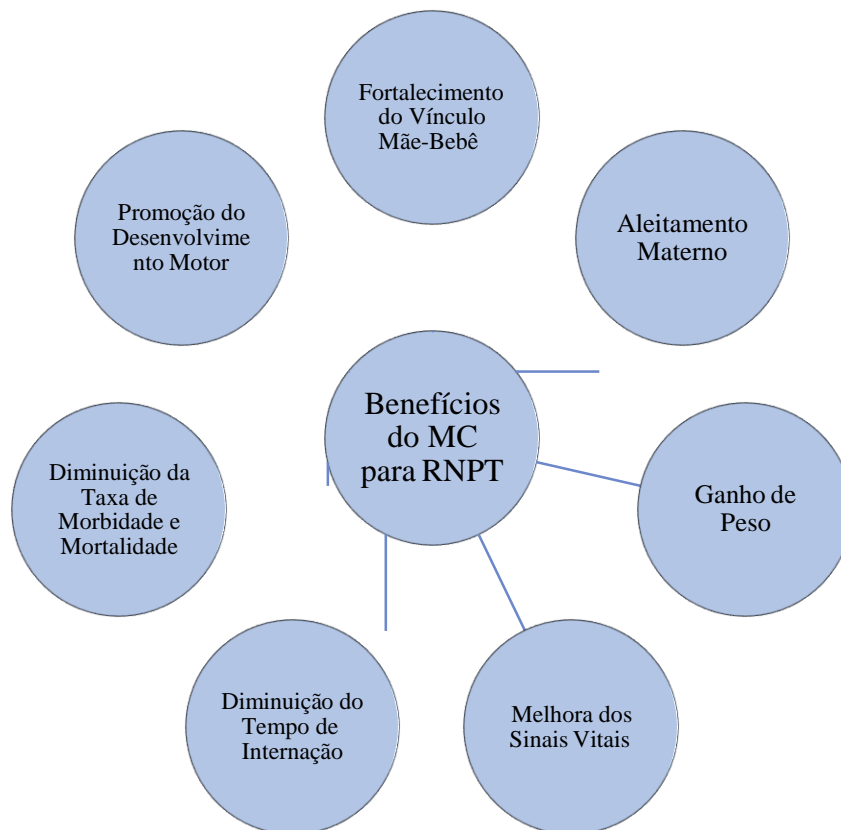 Fortalecimento
do Vínculo
Mãe-Bebê
Aleitamento
Materno
Ganho de
Peso
Melhora dos
Sinais Vitais
Diminuição do
Tempo de
Internação
Diminuição da
Taxa de
Morbidade e
Mortalidade
Promoção do
Desenvolvime
nto Motor
Benefícios
do MC
para RNPT